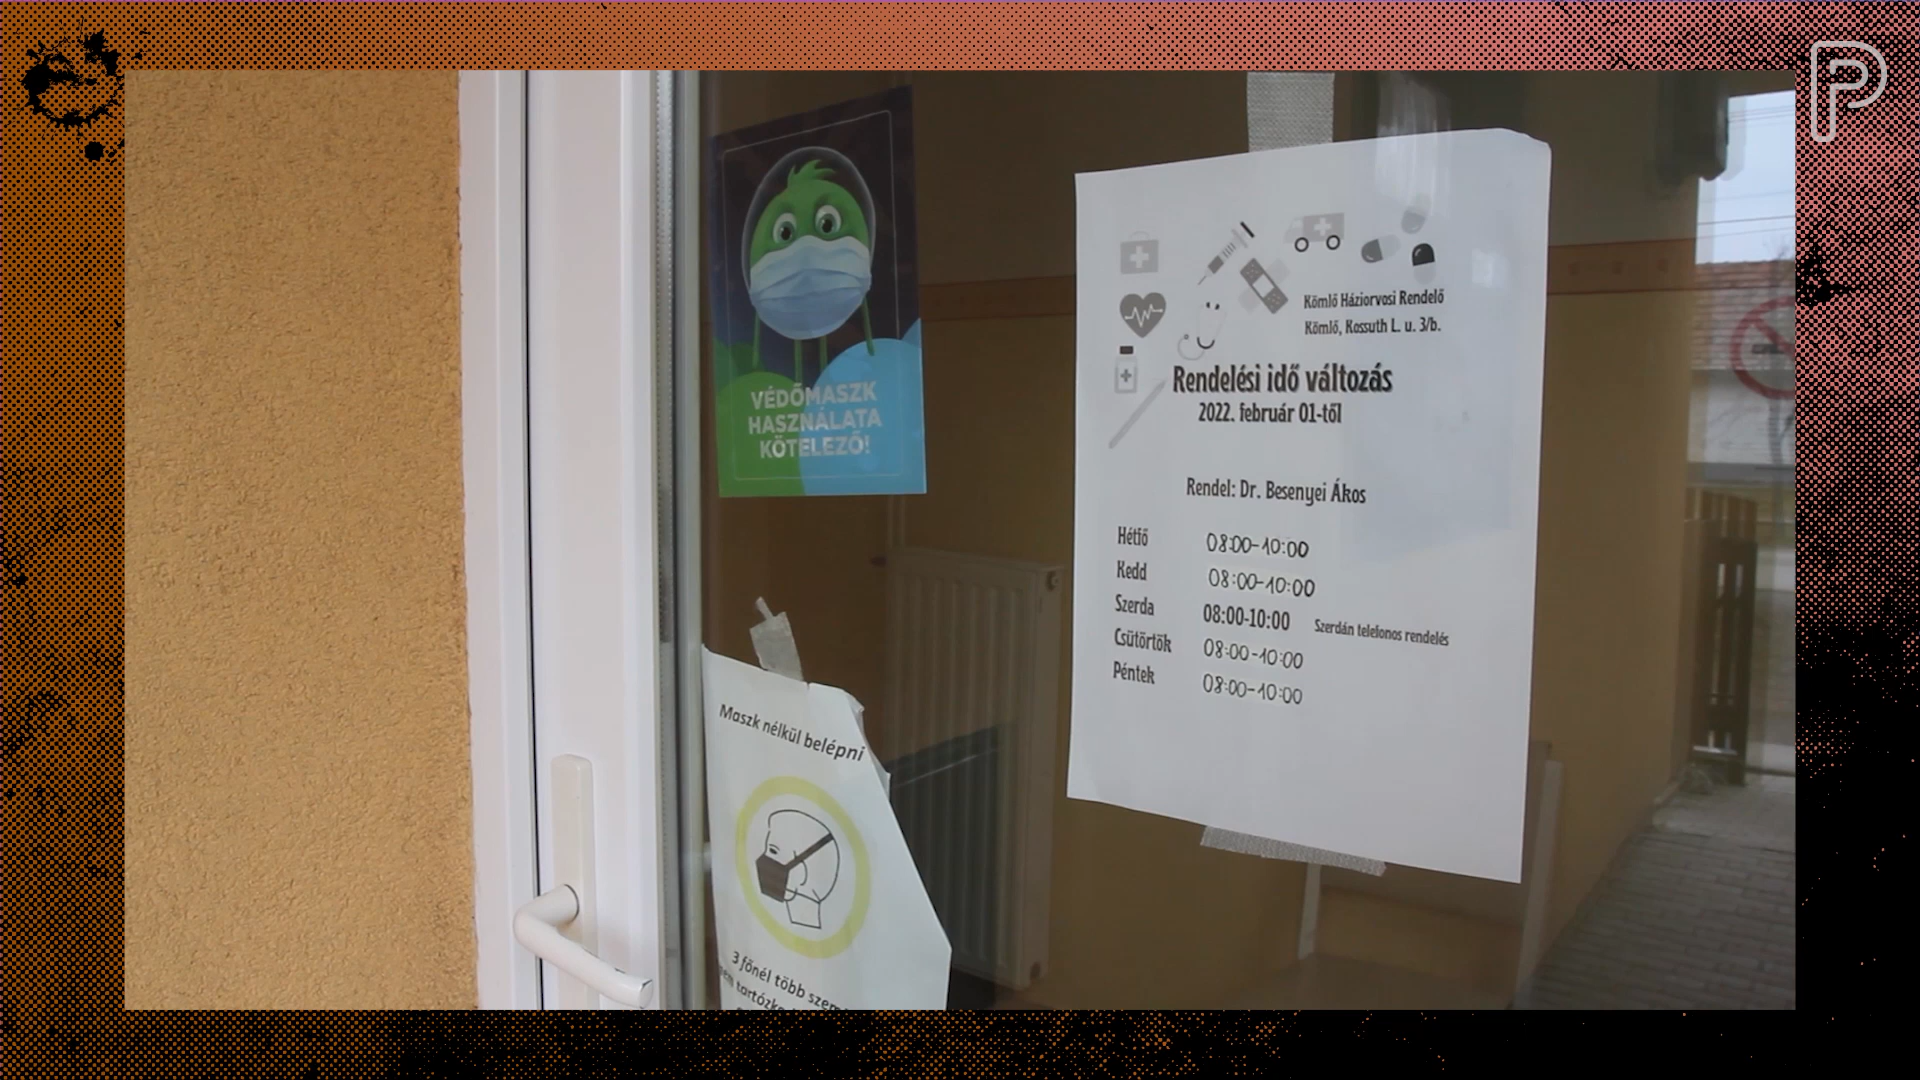 VÉDŐMASZK
HASZNÁLATA
KÖTELEZŐ!
Kömlő Háziorvosi Rendelő
Kömlő, Kossuth L. u. 3/b.
Rendelési idő változás
2022. február 01-től
Rendel: Dr. Besenyei Ákos
Hétfő 08:00-10:00
Kedd 08:00-10:00
Szerda 08:00-10:00 Szerdán telefonos rendelés
Csütörtök 08:00-10:00
Péntek 08:00-10:00
Maszk nélkül belépni
3 főnél több